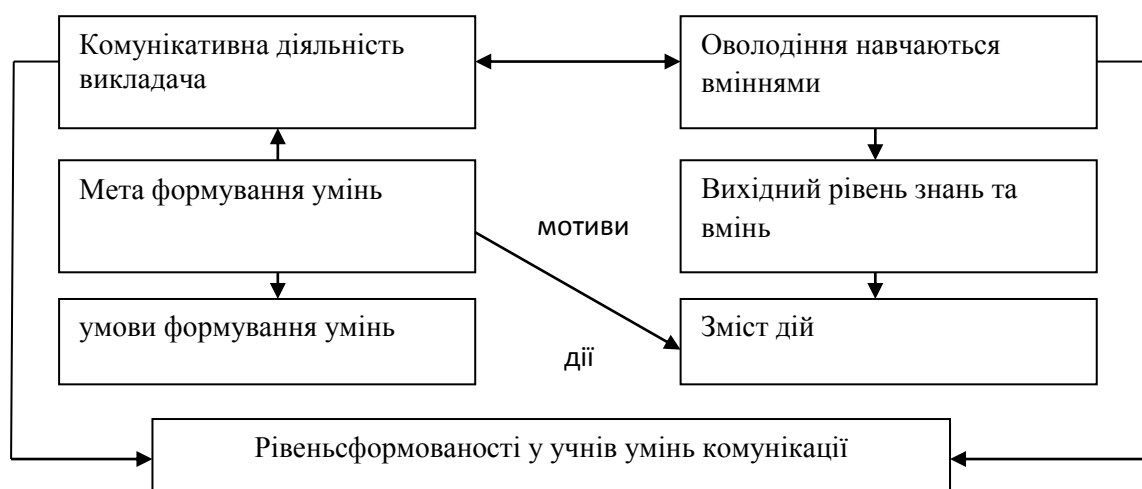 Комунікативна діяльність
викладача
Оволодіння навчаються
вміннями
Мета формування умінь
мотиви
Вихідний рівень знань та
вмінь
умови формування умінь
дії
Зміст дій
Рівеньсформованості у учнів умінь комунікації